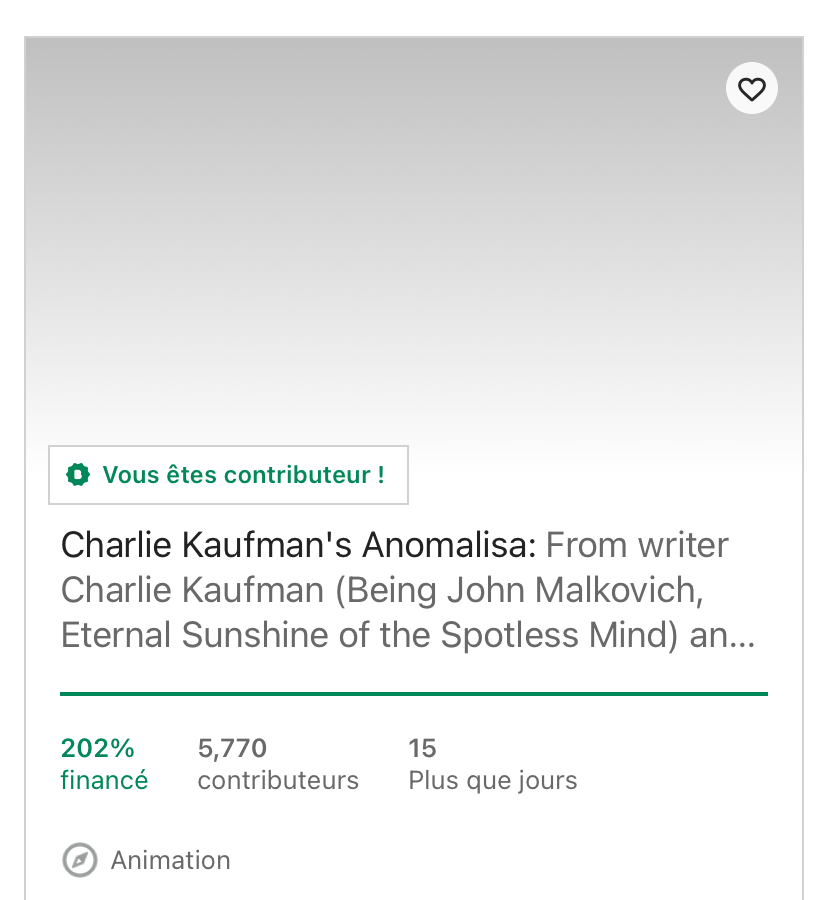 Vous êtes contributeur !
Charlie Kaufman's Anomalisa: From writer
Charlie Kaufman (Being John Malkovich,
Eternal Sunshine of the Spotless Mind) an...
202% 5,770 15
financé contributeurs Plus que jours
Animation